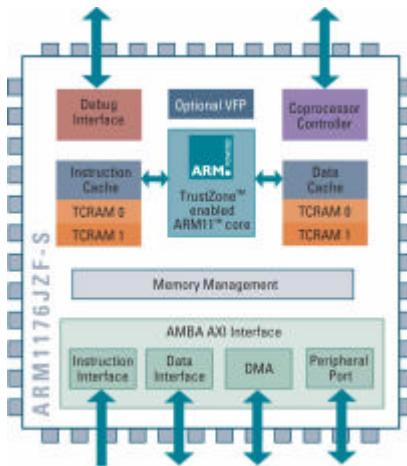 Debug
Interface
Optional VFP
Coprocessor
Controller
Instruction
Cache
TCRAM 0
TCRAM 1
ARM
POWERED
TrustZone™
enabled
ARM11™ core
Data
Cache
TCRAM 0
TCRAM 1
Memory Management
AMBA AXI Interface
Instruction
Interface
Data
Interface
DMA
Peripheral
Port
ARM1176JZF-S